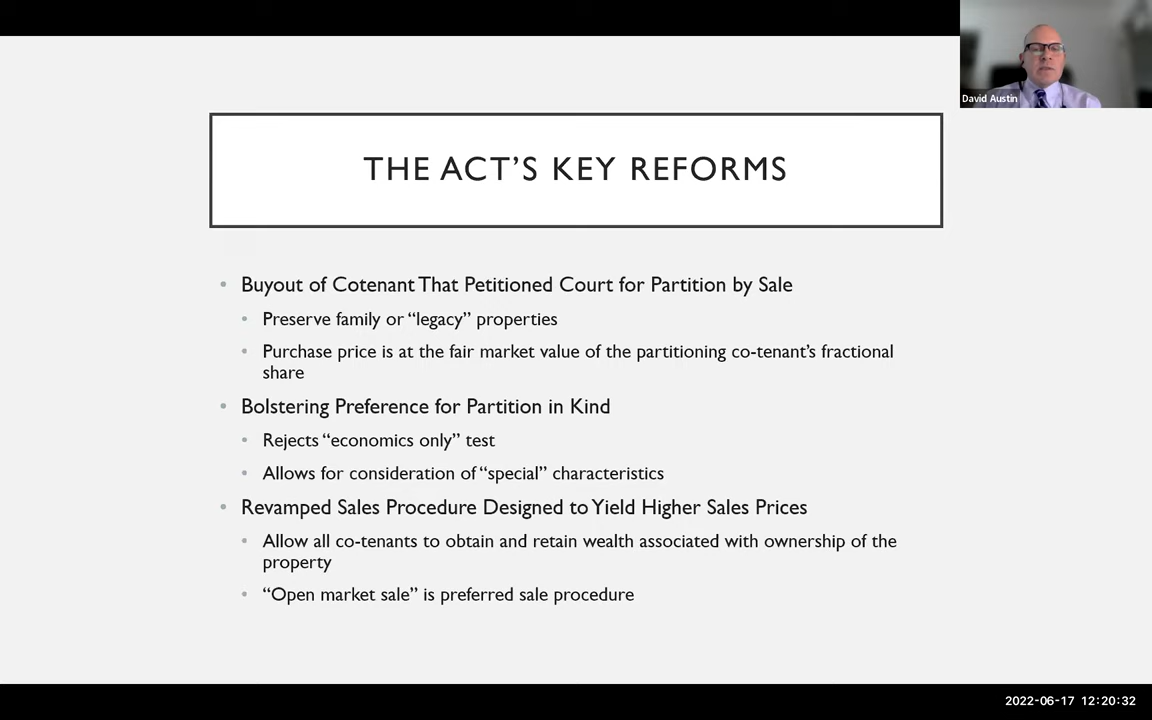 David Austin
THE ACT’S KEY REFORMS
• Buyout of Cotenant That Petitioned Court for Partition by Sale
• Preserve family or “legacy” properties
• Purchase price is at the fair market value of the partitioning co-tenant’s fractional
share
• Bolstering Preference for Partition in Kind
• Rejects “economics only” test
• Allows for consideration of “special” characteristics
• Revamped Sales Procedure Designed to Yield Higher Sales Prices
• Allow all co-tenants to obtain and retain wealth associated with ownership of the
property
• “Open market sale” is preferred sale procedure
2022-06-17 12:20:32